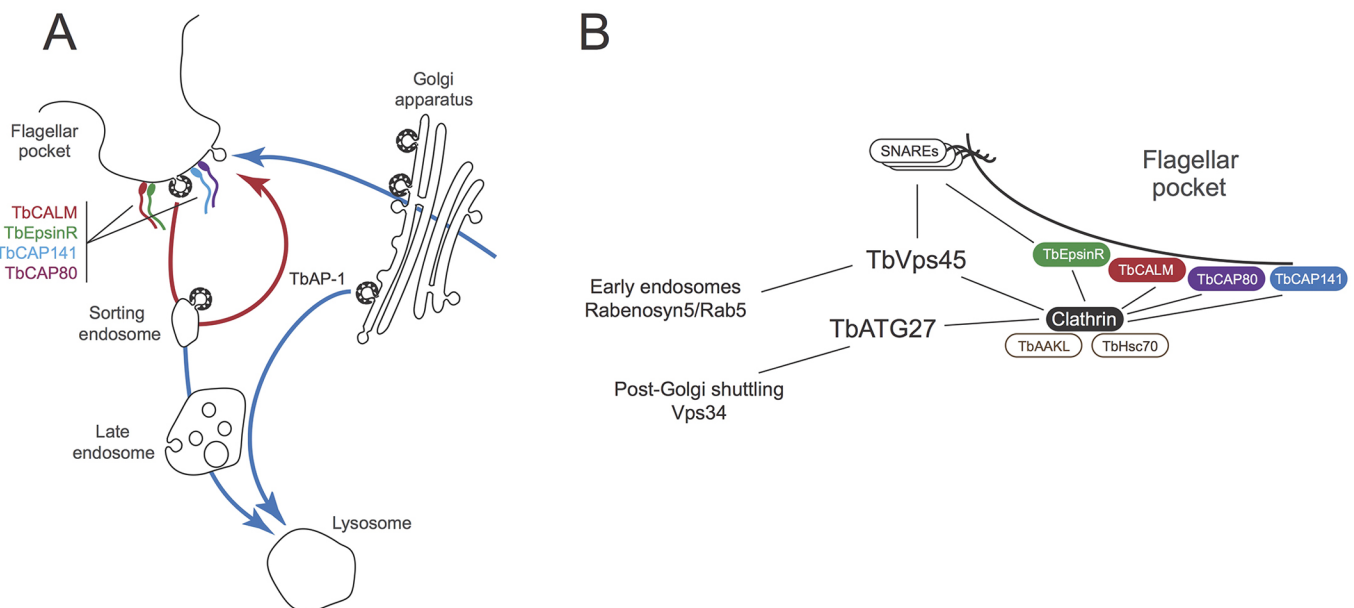 A
Golgi
apparatus
Flagellar
pocket
TbCALM
TbEpsinR
TbCAP141
TbCAP80
TbAP-1
Sorting
endosome
Late
endosome
Lysosome
B
SNAREs
Flagellar
pocket
TbVps45
TbEpsinR
TbCALM
TbCAP80
TbCAP141
Early endosomes
Rabenosyn5/Rab5
TbATG27
Clathrin
TbAAKL
TbHsc70
Post-Golgi shuttling
Vps34